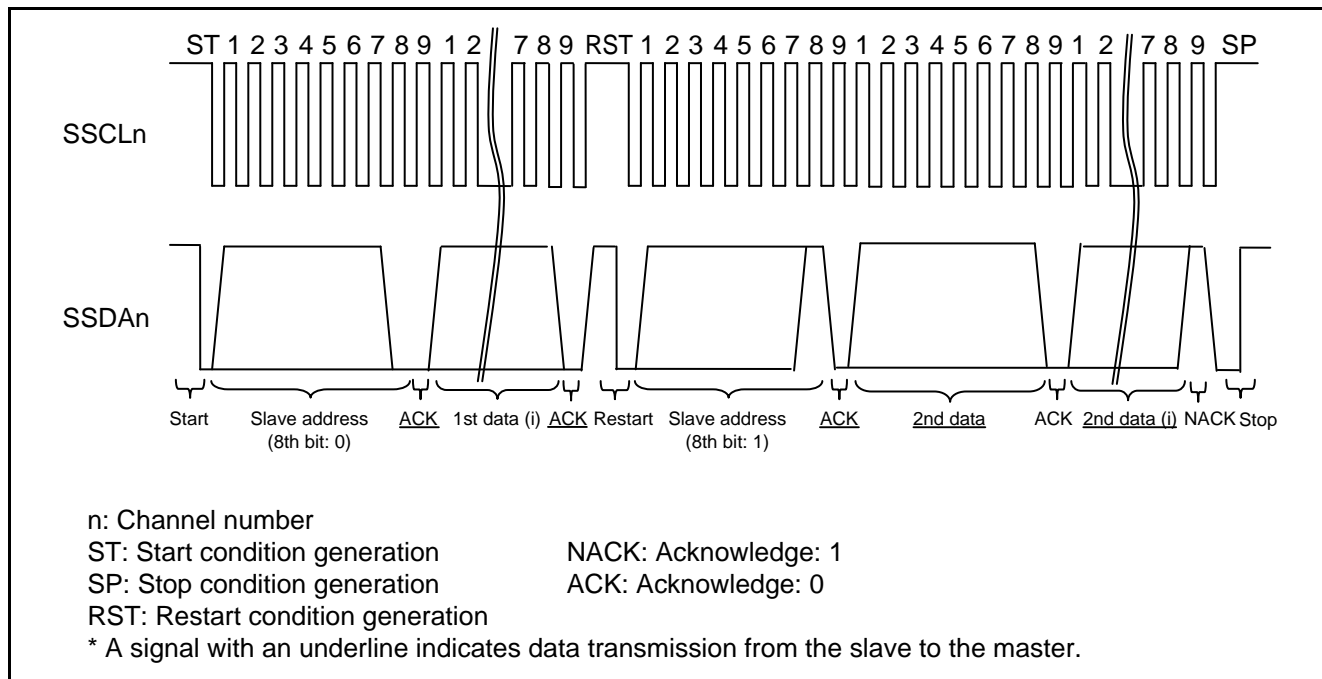 ST 1 2 3 4 5 6 7 8 9 1 2 7 8 9 RST 1 2 3 4 5 6 7 8 9 1 2 3 4 5 6 7 8 9 1 2 7 8 9 SP
SSCLn
SSDAn
Start Slave address ACK 1st data (i) ACK Restart Slave address ACK 2nd data ACK 2nd data (i) NACK Stop
(8th bit: 0) (8th bit: 1)
n: Channel number
ST: Start condition generation NACK: Acknowledge: 1
SP: Stop condition generation ACK: Acknowledge: 0
RST: Restart condition generation
* A signal with an underline indicates data transmission from the slave to the master.